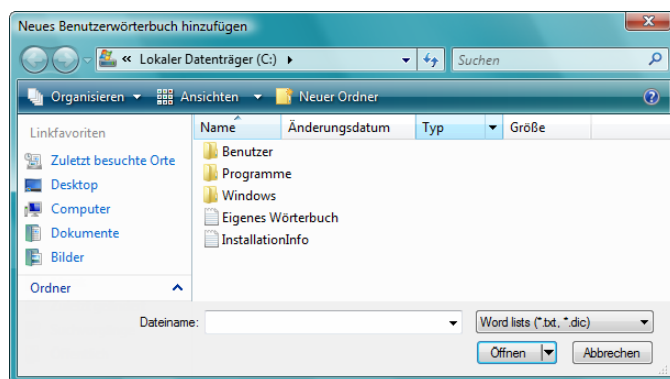 Neues Benutzerwörterbuch hinzufügen
« Lokaler Datenträger (C:)
Suchen
Organisieren Ansichten Neuer Ordner
Linkfavoriten
Zuletzt besuchte Orte
Desktop
Computer
Dokumente
Bilder
Ordner
Name Änderungsdatum Typ Größe
Benutzer
Programme
Windows
Eigenes Wörterbuch
InstallationInfo
Dateiname:
Word lists (*.txt, *.dic)
Öffnen Abbrechen